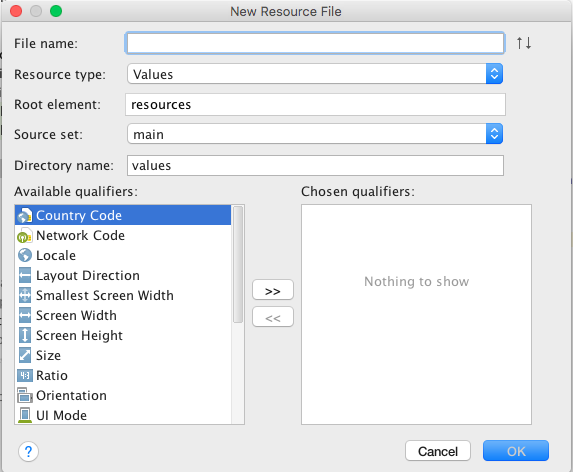 New Resource File
File name:
Resource type: Values
Root element: resources
Source set: main
Directory name: values
Available qualifiers: Chosen qualifiers:
Country Code
Network Code
Locale
Layout Direction
Nothing to show
Smallest Screen Width
>>
Screen Width
<<
Screen Height
Size
4:3 Ratio
Orientation
UI Mode
? Cancel OK